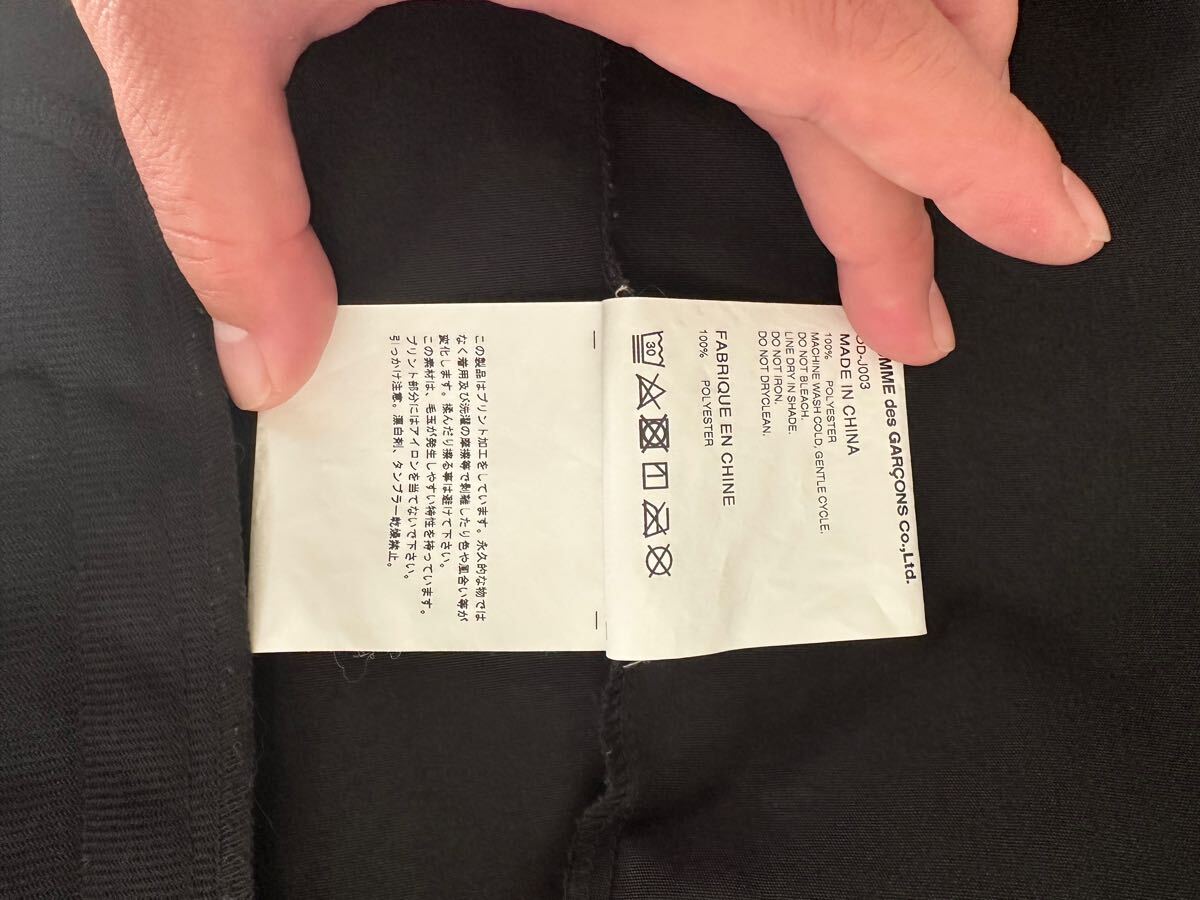 MME des GARÇONS Co.,Ltd.
OD-J003
MADE IN CHINA
100% POLYESTER
MACHINE WASH COLD, GENTLE CYCLE.
DO NOT BLEACH.
LINE DRY IN SHADE.
DO NOT IRON.
DO NOT DRYCLEAN.
FABRIQUE EN CHINE
100% POLYESTER
30
この製品はプリント加工をしています。永久的な物では
なく着用及び洗濯の摩擦等で剥離したり色や風合い等が
変化します。揉んだり擦る事は避けて下さい。
この素材は、毛玉が発生しやすい特性を持っています。
プリント部分にはアイロンを当てないで下さい。
引っかけ注意。漂白剤、タンブラー乾燥禁止。